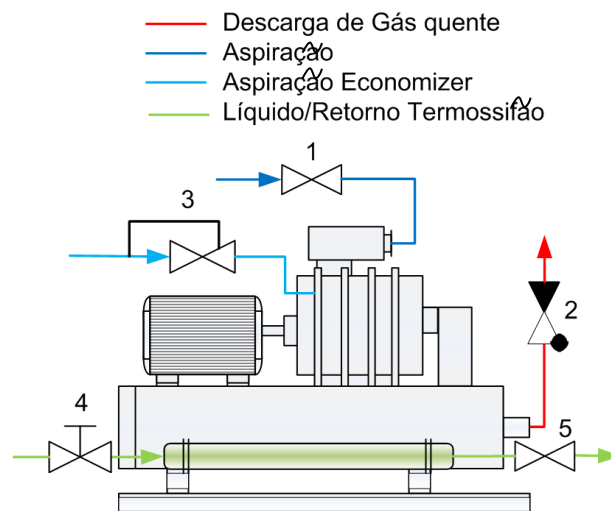 Descarga de Gás quente
Aspiração
Aspiração Economizer
Líquido/Retorno Termossifão
1
3
2
4
5